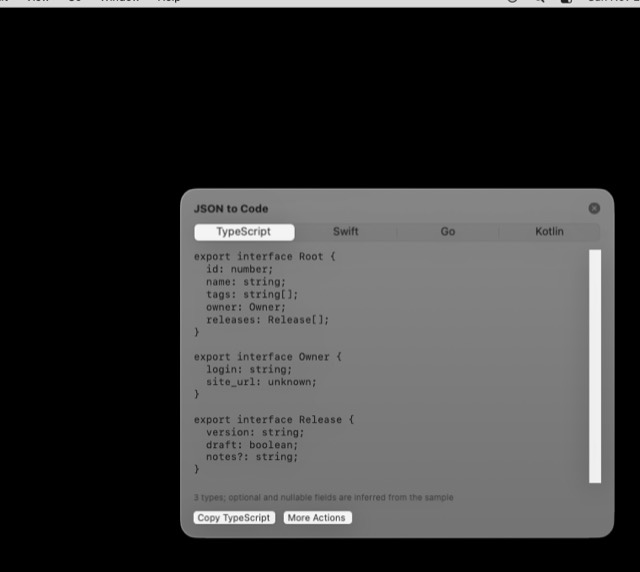 Window Help
JSON to Code
TypeScript Swift Go Kotlin
export interface Root {
  id: number;
  name: string;
  tags: string[];
  owner: Owner;
  releases: Release[];
}
export interface Owner {
  login: string;
  site_url: unknown;
}
export interface Release {
  version: string;
  draft: boolean;
  notes?: string;
}
3 types; optional and nullable fields are inferred from the sample
Copy TypeScript More Actions